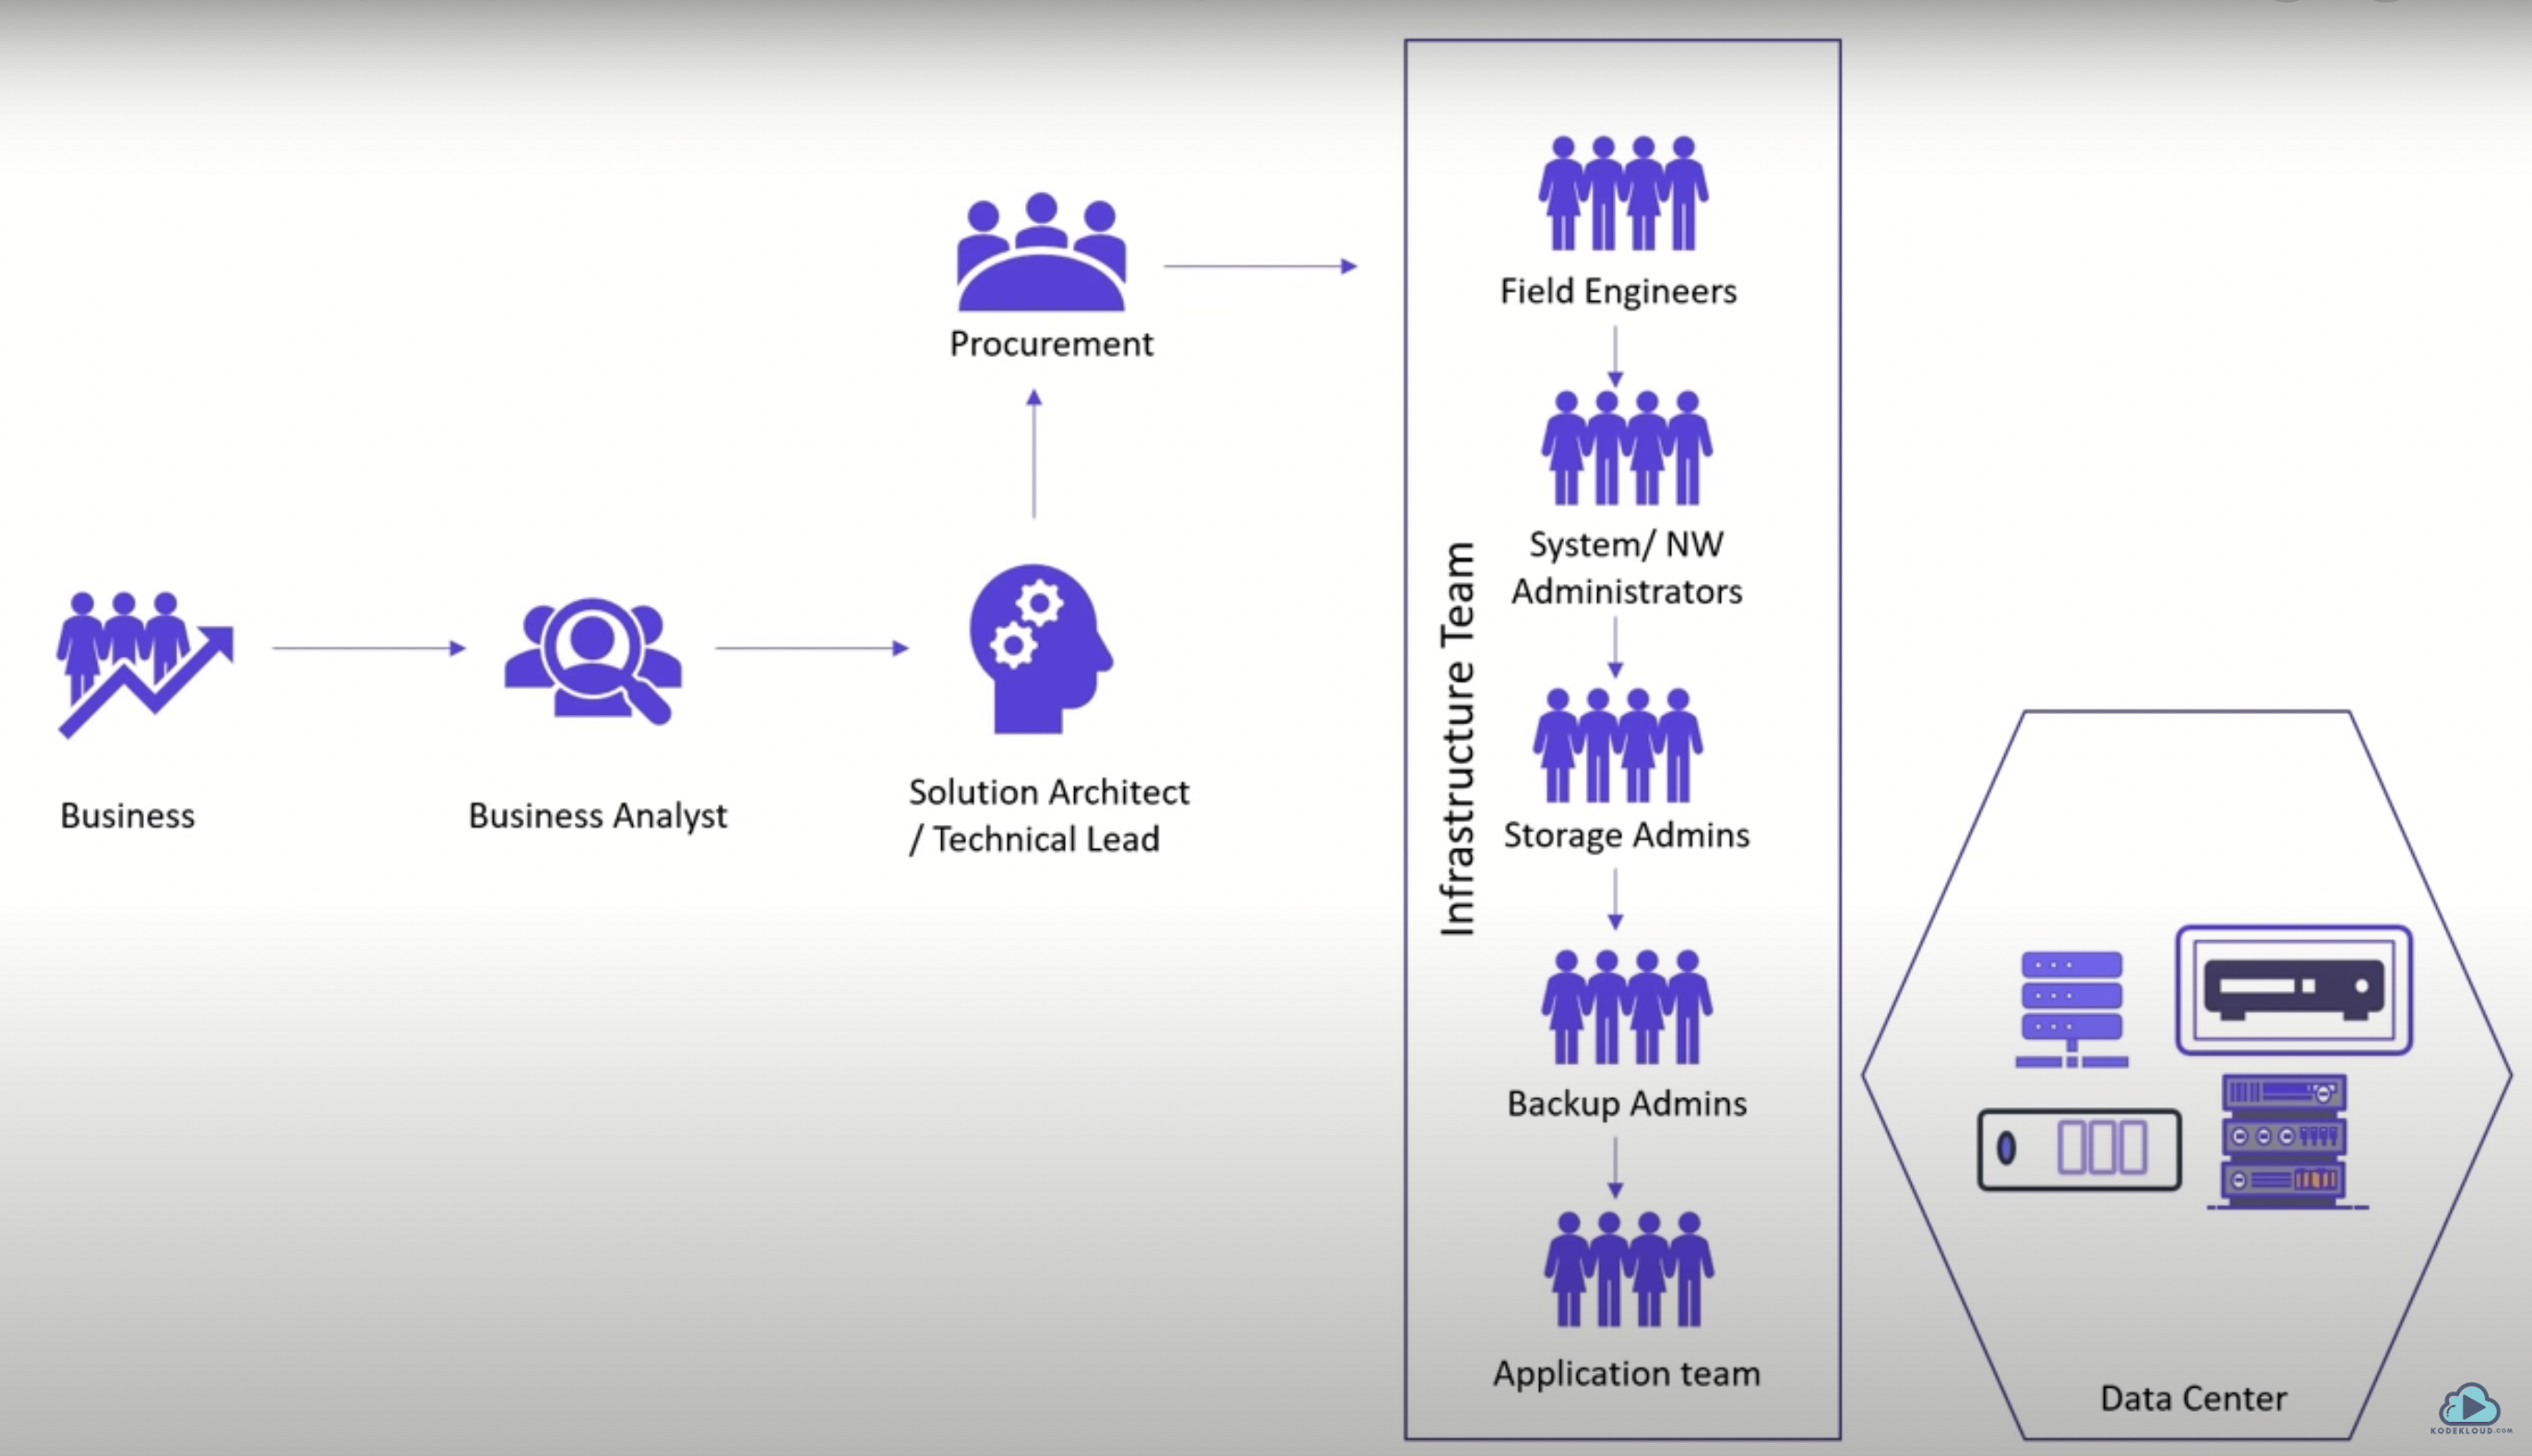 Field Engineers
Procurement
System/ NW
Administrators
Infrastructure Team
Business
Business Analyst
Solution Architect
/ Technical Lead
Storage Admins
Backup Admins
Application team
Data Center
KODEKLOUD.COM